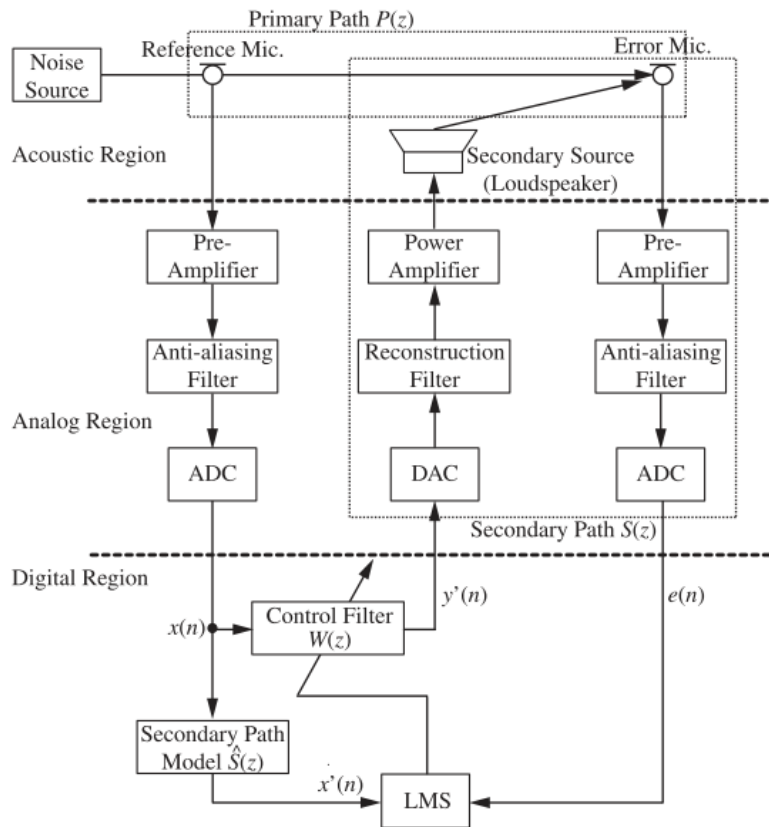 Primary Path P(z)
Reference Mic.
Error Mic.
Noise
Source
Acoustic Region
Secondary Source
(Loudspeaker)
Pre-
Amplifier
Power
Amplifier
Pre-
Amplifier
Anti-aliasing
Filter
Reconstruction
Filter
Anti-aliasing
Filter
Analog Region
ADC
DAC
ADC
Secondary Path S(z)
Digital Region
x(n)
Control Filter
W(z)
y'(n)
e(n)
Secondary Path
Model Ŝ(z)
x'(n)
LMS